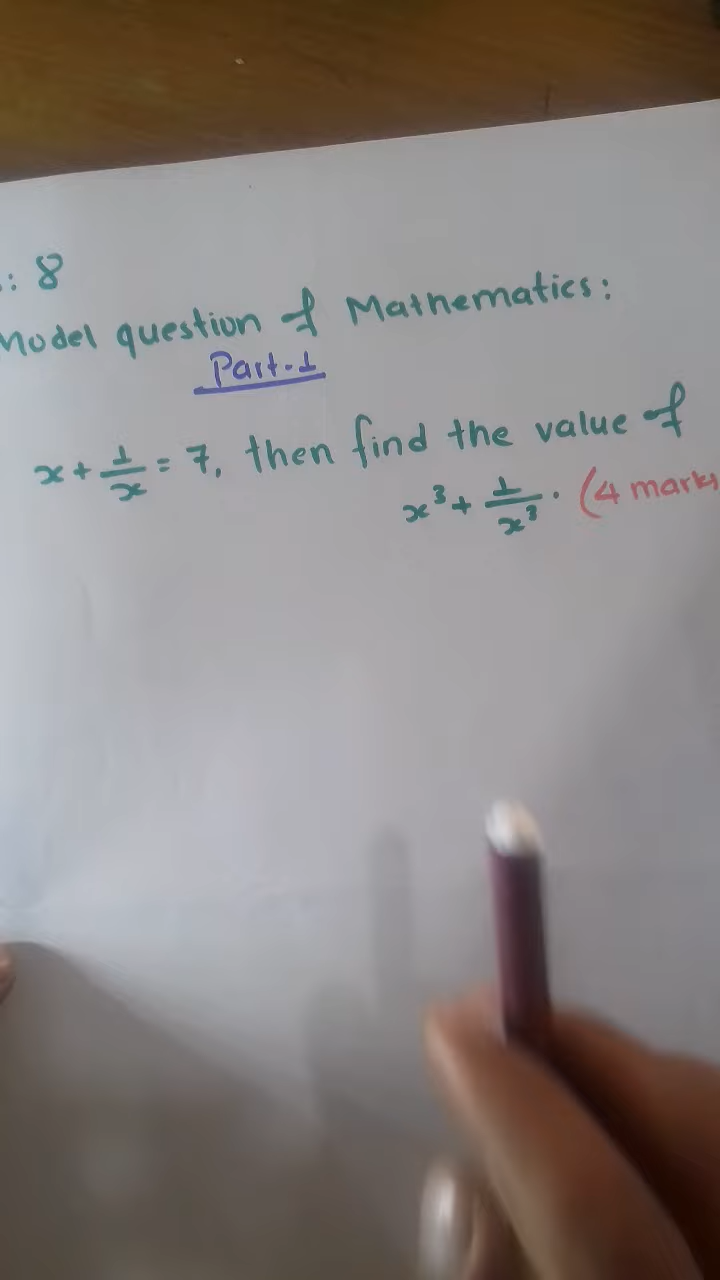 : 8
Model question of Mathematics:
Part-1
x + 1/x = 7, then find the value of
x³ + 1/x³. (4 marks